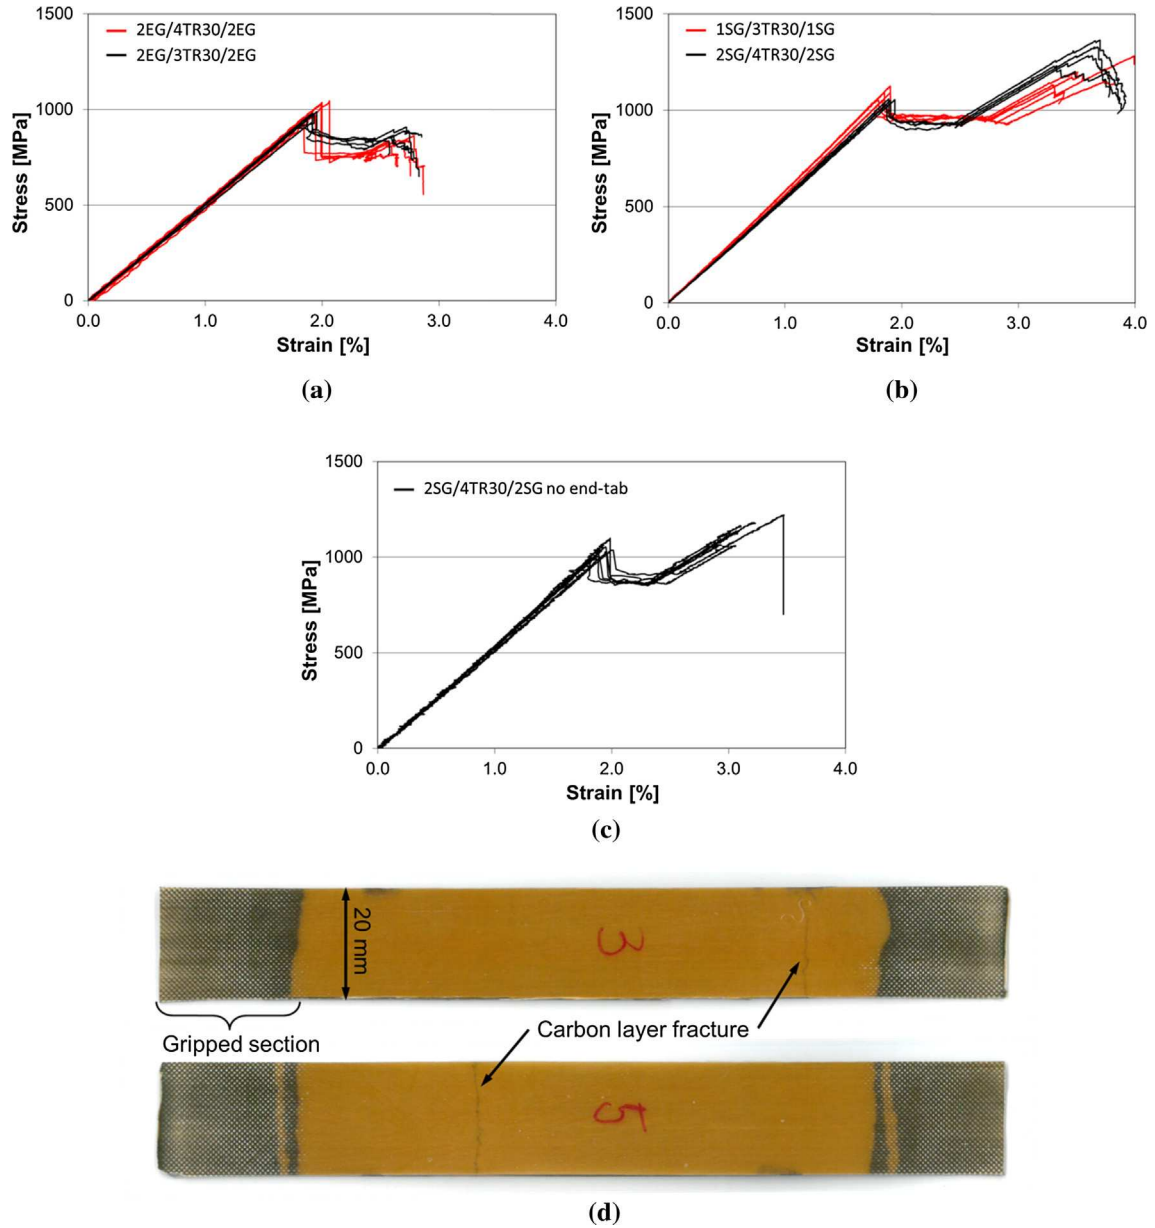 1500
2EG/4TR30/2EG
2EG/3TR30/2EG
1000
500
0
Stress [MPa]
0.0 1.0 2.0 3.0 4.0
Strain [%]
(a)
1500
1SG/3TR30/1SG
2SG/4TR30/2SG
1000
500
0
Stress [MPa]
0.0 1.0 2.0 3.0 4.0
Strain [%]
(b)
1500
2SG/4TR30/2SG no end-tab
1000
500
0
Stress [MPa]
0.0 1.0 2.0 3.0 4.0
Strain [%]
(c)
20 mm
3
Gripped section
Carbon layer fracture
5
(d)